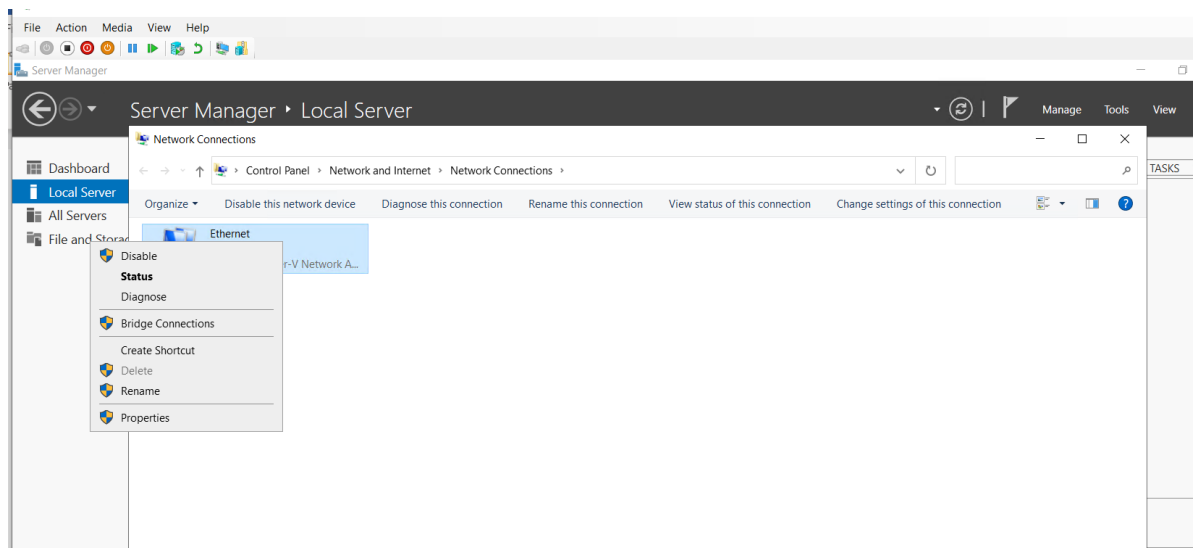 File Action Media View Help
Server Manager
Server Manager Local Server
Manage Tools View
Network Connections
Dashboard
Control Panel Network and Internet Network Connections
TASKS
Local Server
Organize Disable this network device Diagnose this connection Rename this connection View status of this connection Change settings of this connection
All Servers
File and Storag
Ethernet
r-V Network A...
Disable
Status
Diagnose
Bridge Connections
Create Shortcut
Delete
Rename
Properties